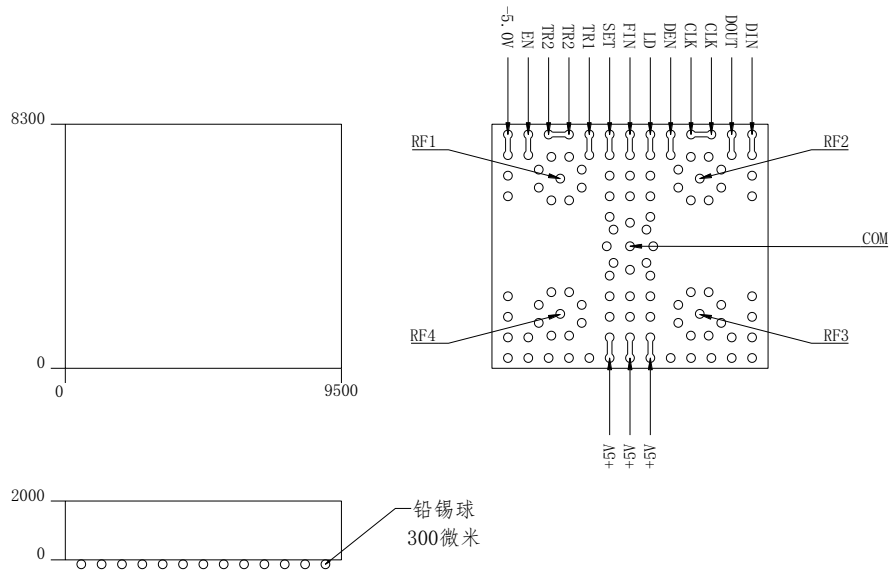 -5.0V
EN
TR2
TR2
TR1
SET
FIN
LD
DEN
CLK
CLK
DOUT
DIN
8300
RF1
RF2
COM
RF4
RF3
0
0
9500
+5V
+5V
+5V
2000
铅锡球
300微米
0